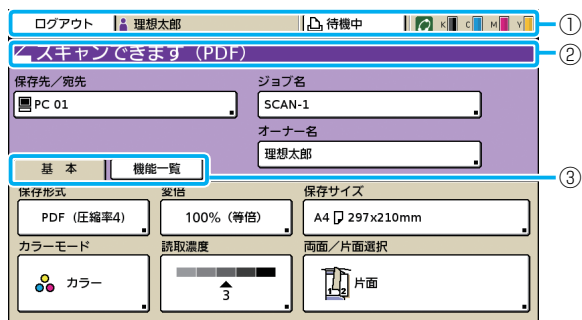 ログアウト 理想太郎 待機中 K C M Y ①
スキャンできます (PDF) ②
保存先／宛先 ジョブ名
PC 01 SCAN-1
オーナー名
理想太郎
基 本 機能一覧 ③
保存形式 変倍 保存サイズ
PDF (圧縮率4) 100% (等倍) A4 297x210mm
カラーモード 読取濃度 両面／片面選択
カラー 3 1 2 片面